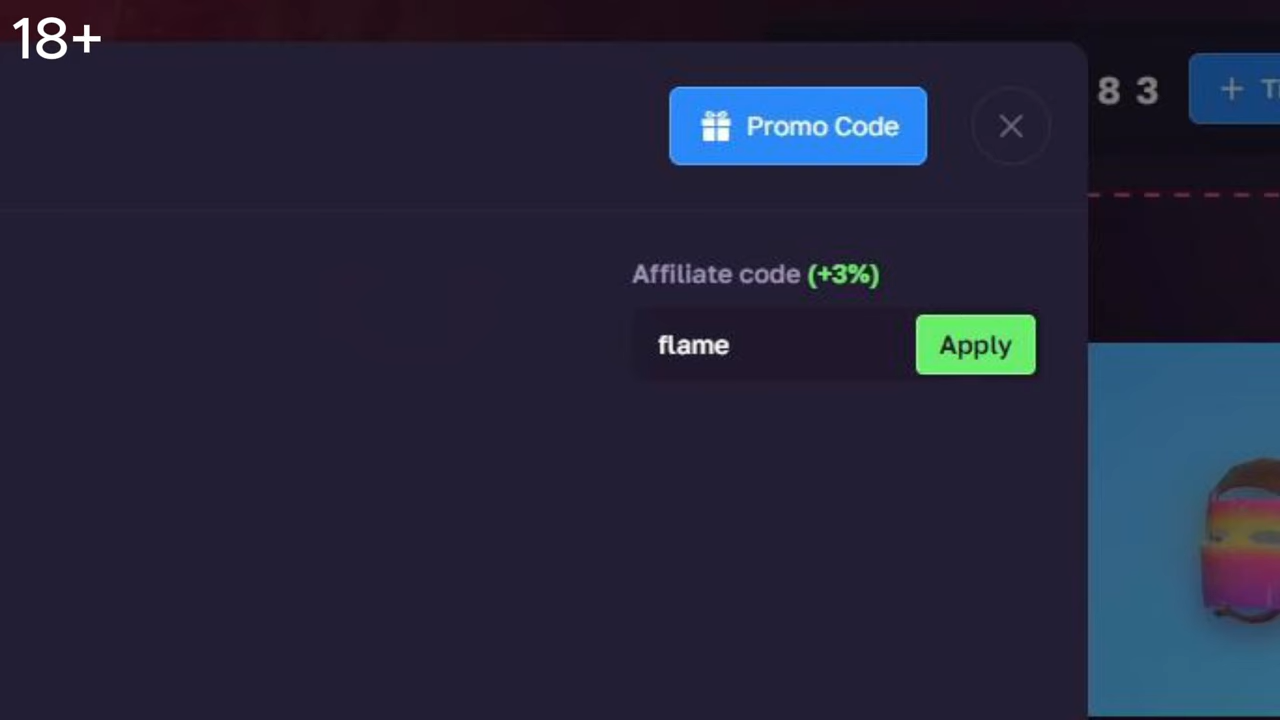 18+
Promo Code
8 3
Affiliate code (+3%)
flame
Apply